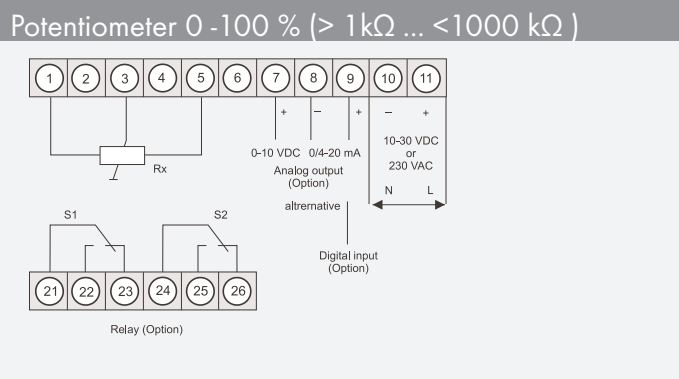 Potentiometer 0 -100 % (> 1kΩ ... <1000 kΩ )
1 2 3 4 5 6 7 8 9 10 11
+ – + – +
0-10 VDC 0/4-20 mA
Analog output
(Option)
altrernative
Digital input
(Option)
10-30 VDC
or
230 VAC
N L
Rx
S1 S2
21 22 23 24 25 26
Relay (Option)